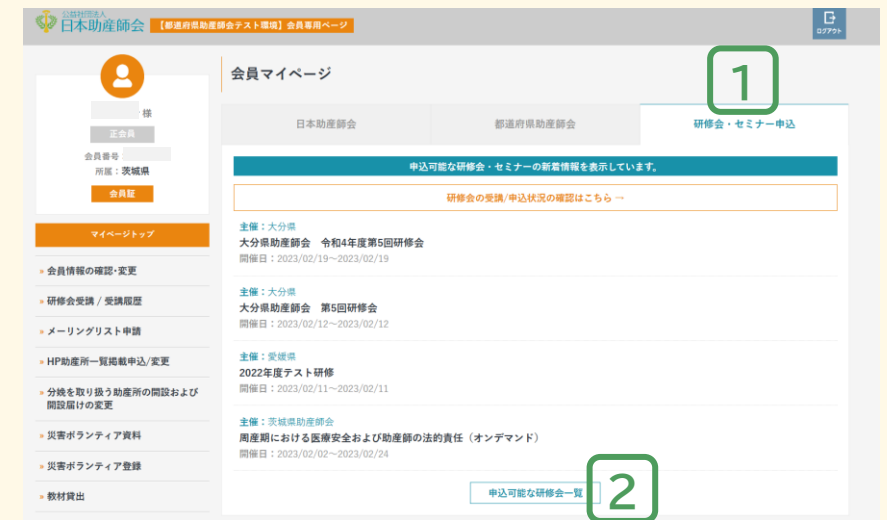 公益社団法人
日本助産師会
【都道府県助産師会テスト環境】会員専用ページ
ログアウト
様
正会員
会員番号
所属：茨城県
会員証
マイページトップ
» 会員情報の確認・変更
» 研修会受講 / 受講履歴
» メーリングリスト申請
» HP助産所一覧掲載申込/変更
» 分娩を取り扱う助産所の開設および
開設届けの変更
» 災害ボランティア資料
» 災害ボランティア登録
» 教材貸出
会員マイページ
1
日本助産師会
都道府県助産師会
研修会・セミナー申込
申込可能な研修会・セミナーの新着情報を表示しています。
研修会の受講/申込状況の確認はこちら →
主催：大分県
大分県助産師会　令和4年度第5回研修会
開催日：2023/02/19～2023/02/19
主催：大分県
大分県助産師会　第5回研修会
開催日：2023/02/12～2023/02/12
主催：愛媛県
2022年度テスト研修
開催日：2023/02/11～2023/02/11
主催：茨城県助産師会
周産期における医療安全および助産師の法的責任（オンデマンド）
開催日：2023/02/02～2023/02/24
申込可能な研修会一覧
2